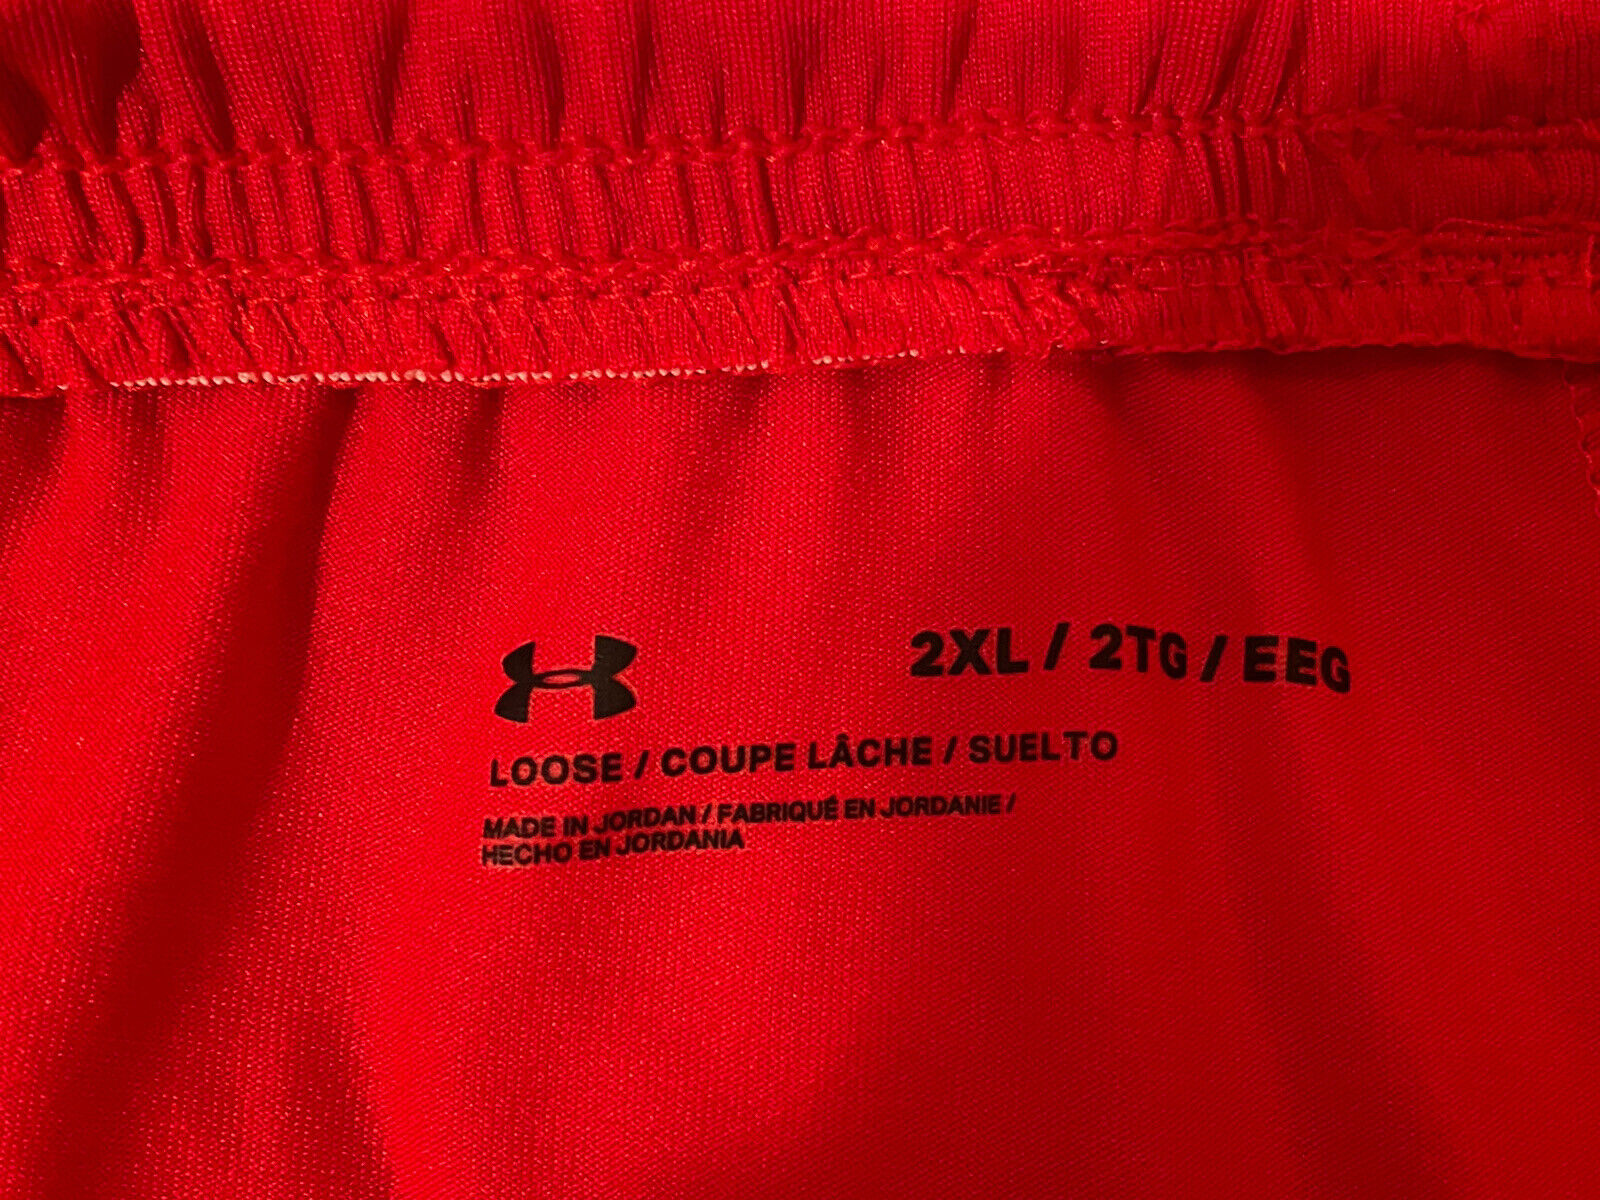 2XL / 2TG / EEG
LOOSE / COUPE LÂCHE / SUELTO
MADE IN JORDAN / FABRIQUÉ EN JORDANIE /
HECHO EN JORDANIA